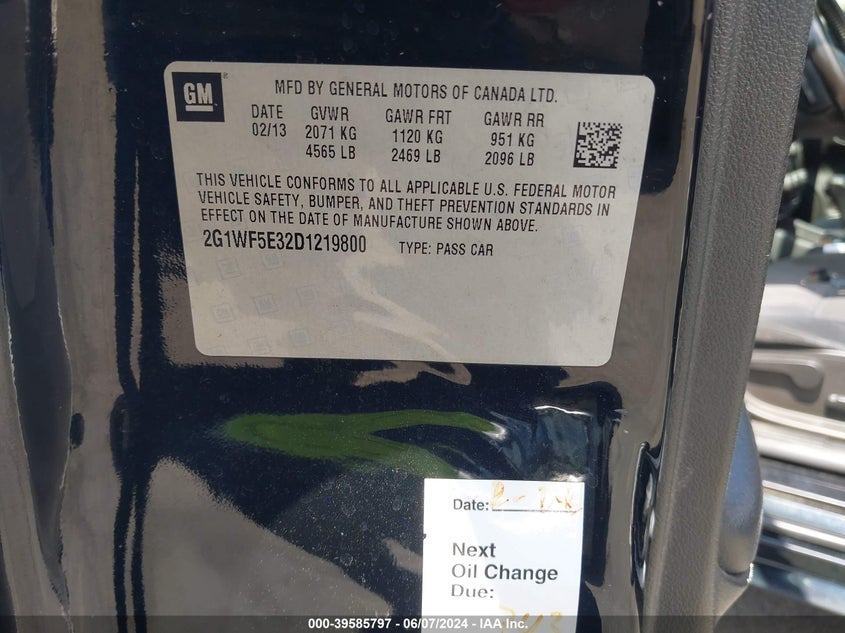 GM
MFD BY GENERAL MOTORS OF CANADA LTD.
DATE GVWR GAWR FRT GAWR RR
02/13 2071 KG 1120 KG 951 KG
4565 LB 2469 LB 2096 LB
THIS VEHICLE CONFORMS TO ALL APPLICABLE U.S. FEDERAL MOTOR
VEHICLE SAFETY, BUMPER, AND THEFT PREVENTION STANDARDS IN
EFFECT ON THE DATE OF MANUFACTURE SHOWN ABOVE.
2G1WF5E32D1219800 TYPE: PASS CAR
Date:
Next
Oil Change
Due:
000-39585797 - 06/07/2024 - IAA, Inc.